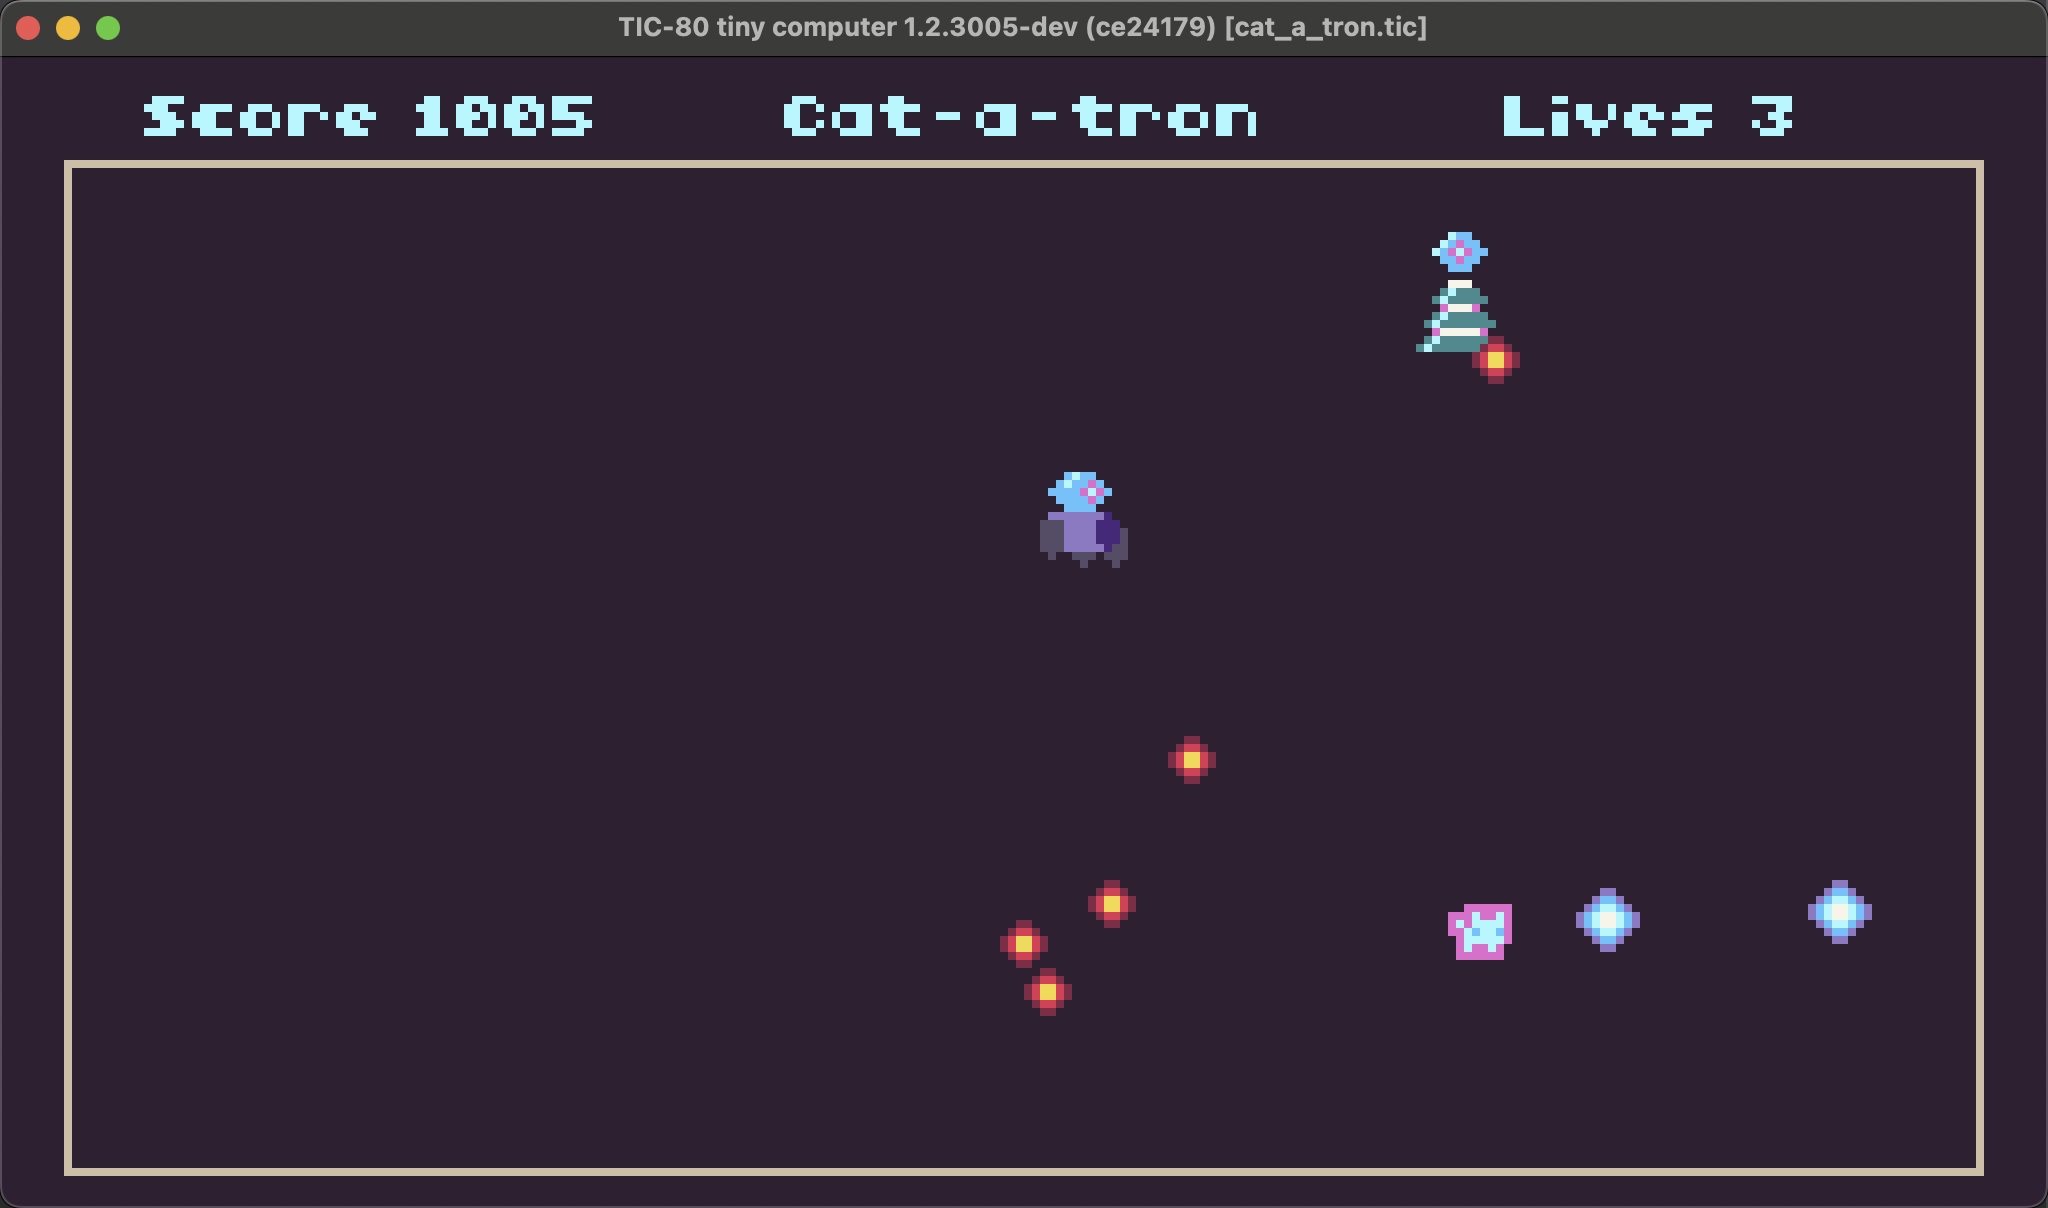 TIC-80 tiny computer 1.2.3005-dev (ce24179) [cat_a_tron.tic]
Score 1005 Cat-a-tron Lives 3